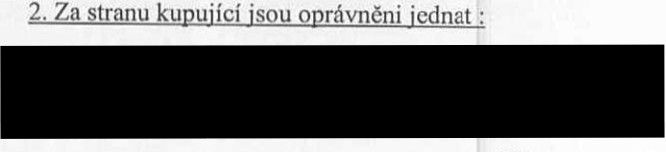 2. Za stranu kupující jsou oprávněni jednat :